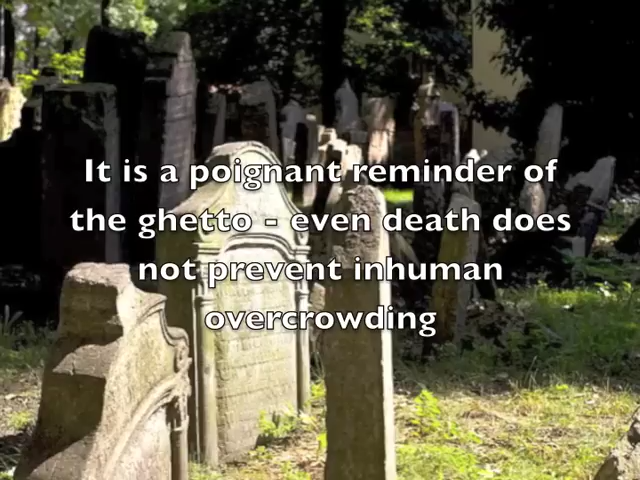 It is a poignant reminder of
the ghetto - even death does
not prevent inhuman
overcrowding